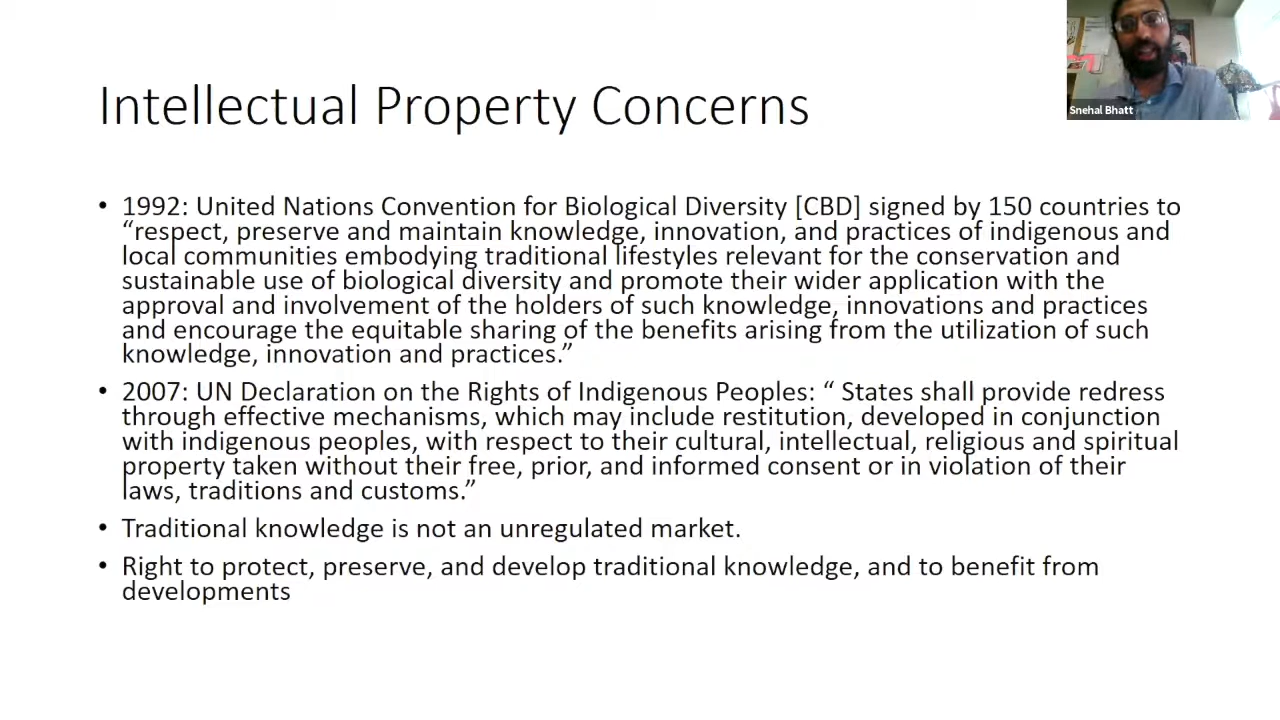 Snehal Bhatt
Intellectual Property Concerns
• 1992: United Nations Convention for Biological Diversity [CBD] signed by 150 countries to
“respect, preserve and maintain knowledge, innovation, and practices of indigenous and
local communities embodying traditional lifestyles relevant for the conservation and
sustainable use of biological diversity and promote their wider application with the
approval and involvement of the holders of such knowledge, innovations and practices
and encourage the equitable sharing of the benefits arising from the utilization of such
knowledge, innovation and practices.”
• 2007: UN Declaration on the Rights of Indigenous Peoples: “ States shall provide redress
through effective mechanisms, which may include restitution, developed in conjunction
with indigenous peoples, with respect to their cultural, intellectual, religious and spiritual
property taken without their free, prior, and informed consent or in violation of their
laws, traditions and customs.”
• Traditional knowledge is not an unregulated market.
• Right to protect, preserve, and develop traditional knowledge, and to benefit from
developments